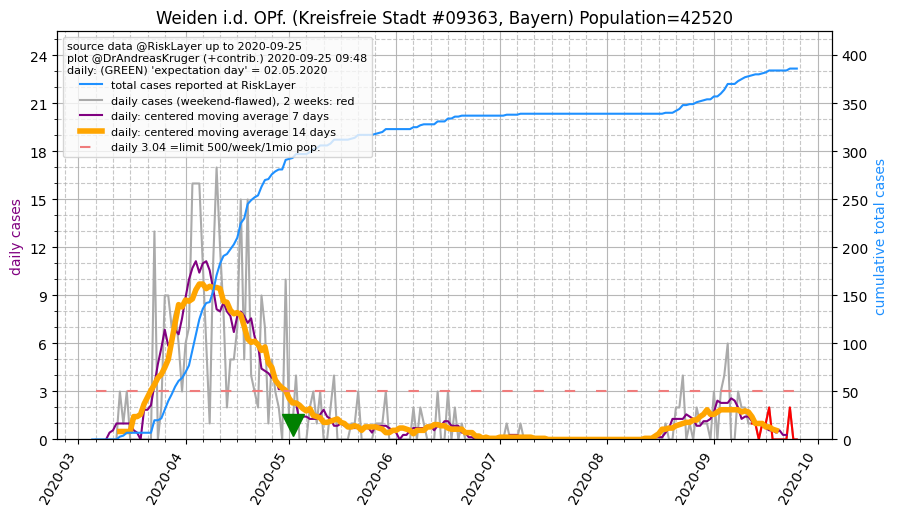 Weiden i.d. OPf. (Kreisfreie Stadt #09363, Bayern) Population=42520
source data @RiskLayer up to 2020-09-25
plot @DrAndreasKruger (+contrib.) 2020-09-25 09:48
daily: (GREEN) 'expectation day' = 02.05.2020
total cases reported at RiskLayer
daily cases (weekend-flawed), 2 weeks: red
daily: centered moving average 7 days
daily: centered moving average 14 days
daily 3.04 =limit 500/week/1mio pop.
daily cases
24
21
18
15
12
9
6
3
0
cumulative total cases
400
350
300
250
200
150
100
50
0
2020-03
2020-04
2020-05
2020-06
2020-07
2020-08
2020-09
2020-10